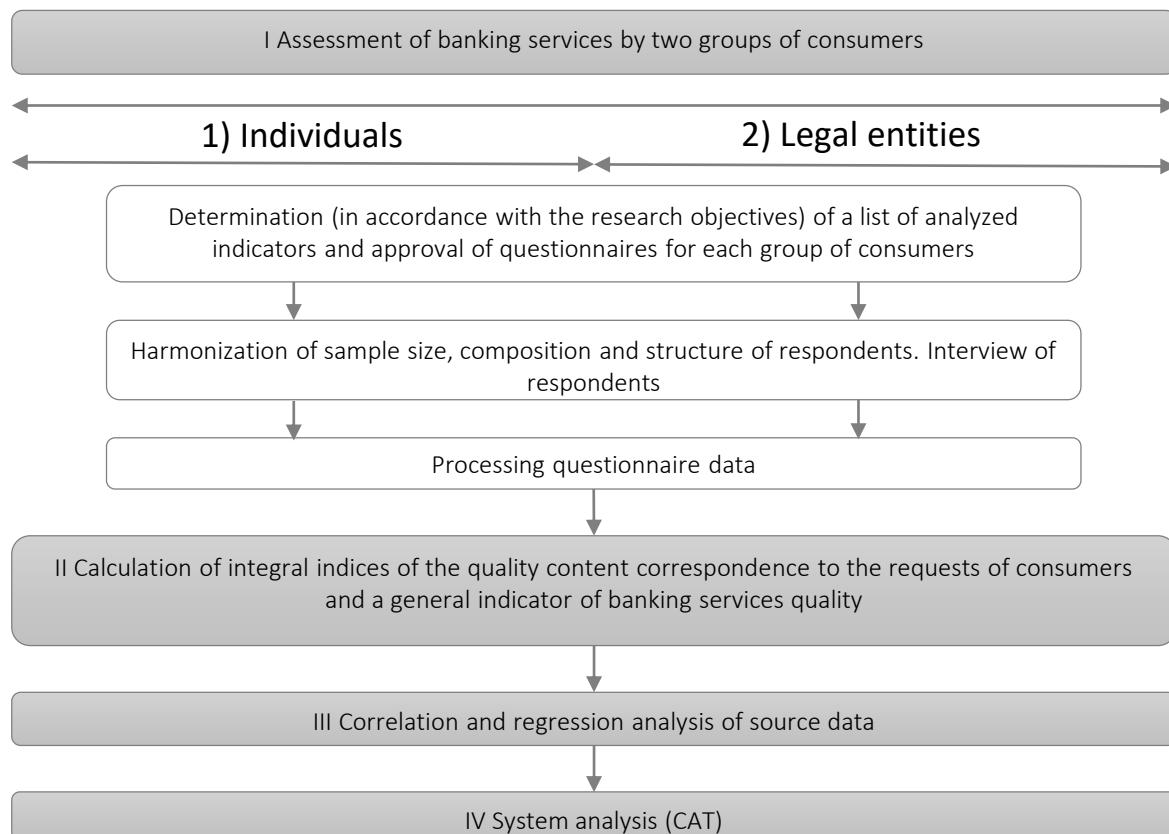 I Assessment of banking services by two groups of consumers
1) Individuals
2) Legal entities
Determination (in accordance with the research objectives) of a list of analyzed
indicators and approval of questionnaires for each group of consumers
Harmonization of sample size, composition and structure of respondents. Interview of
respondents
Processing questionnaire data
II Calculation of integral indices of the quality content correspondence to the requests of consumers
and a general indicator of banking services quality
III Correlation and regression analysis of source data
IV System analysis (CAT)